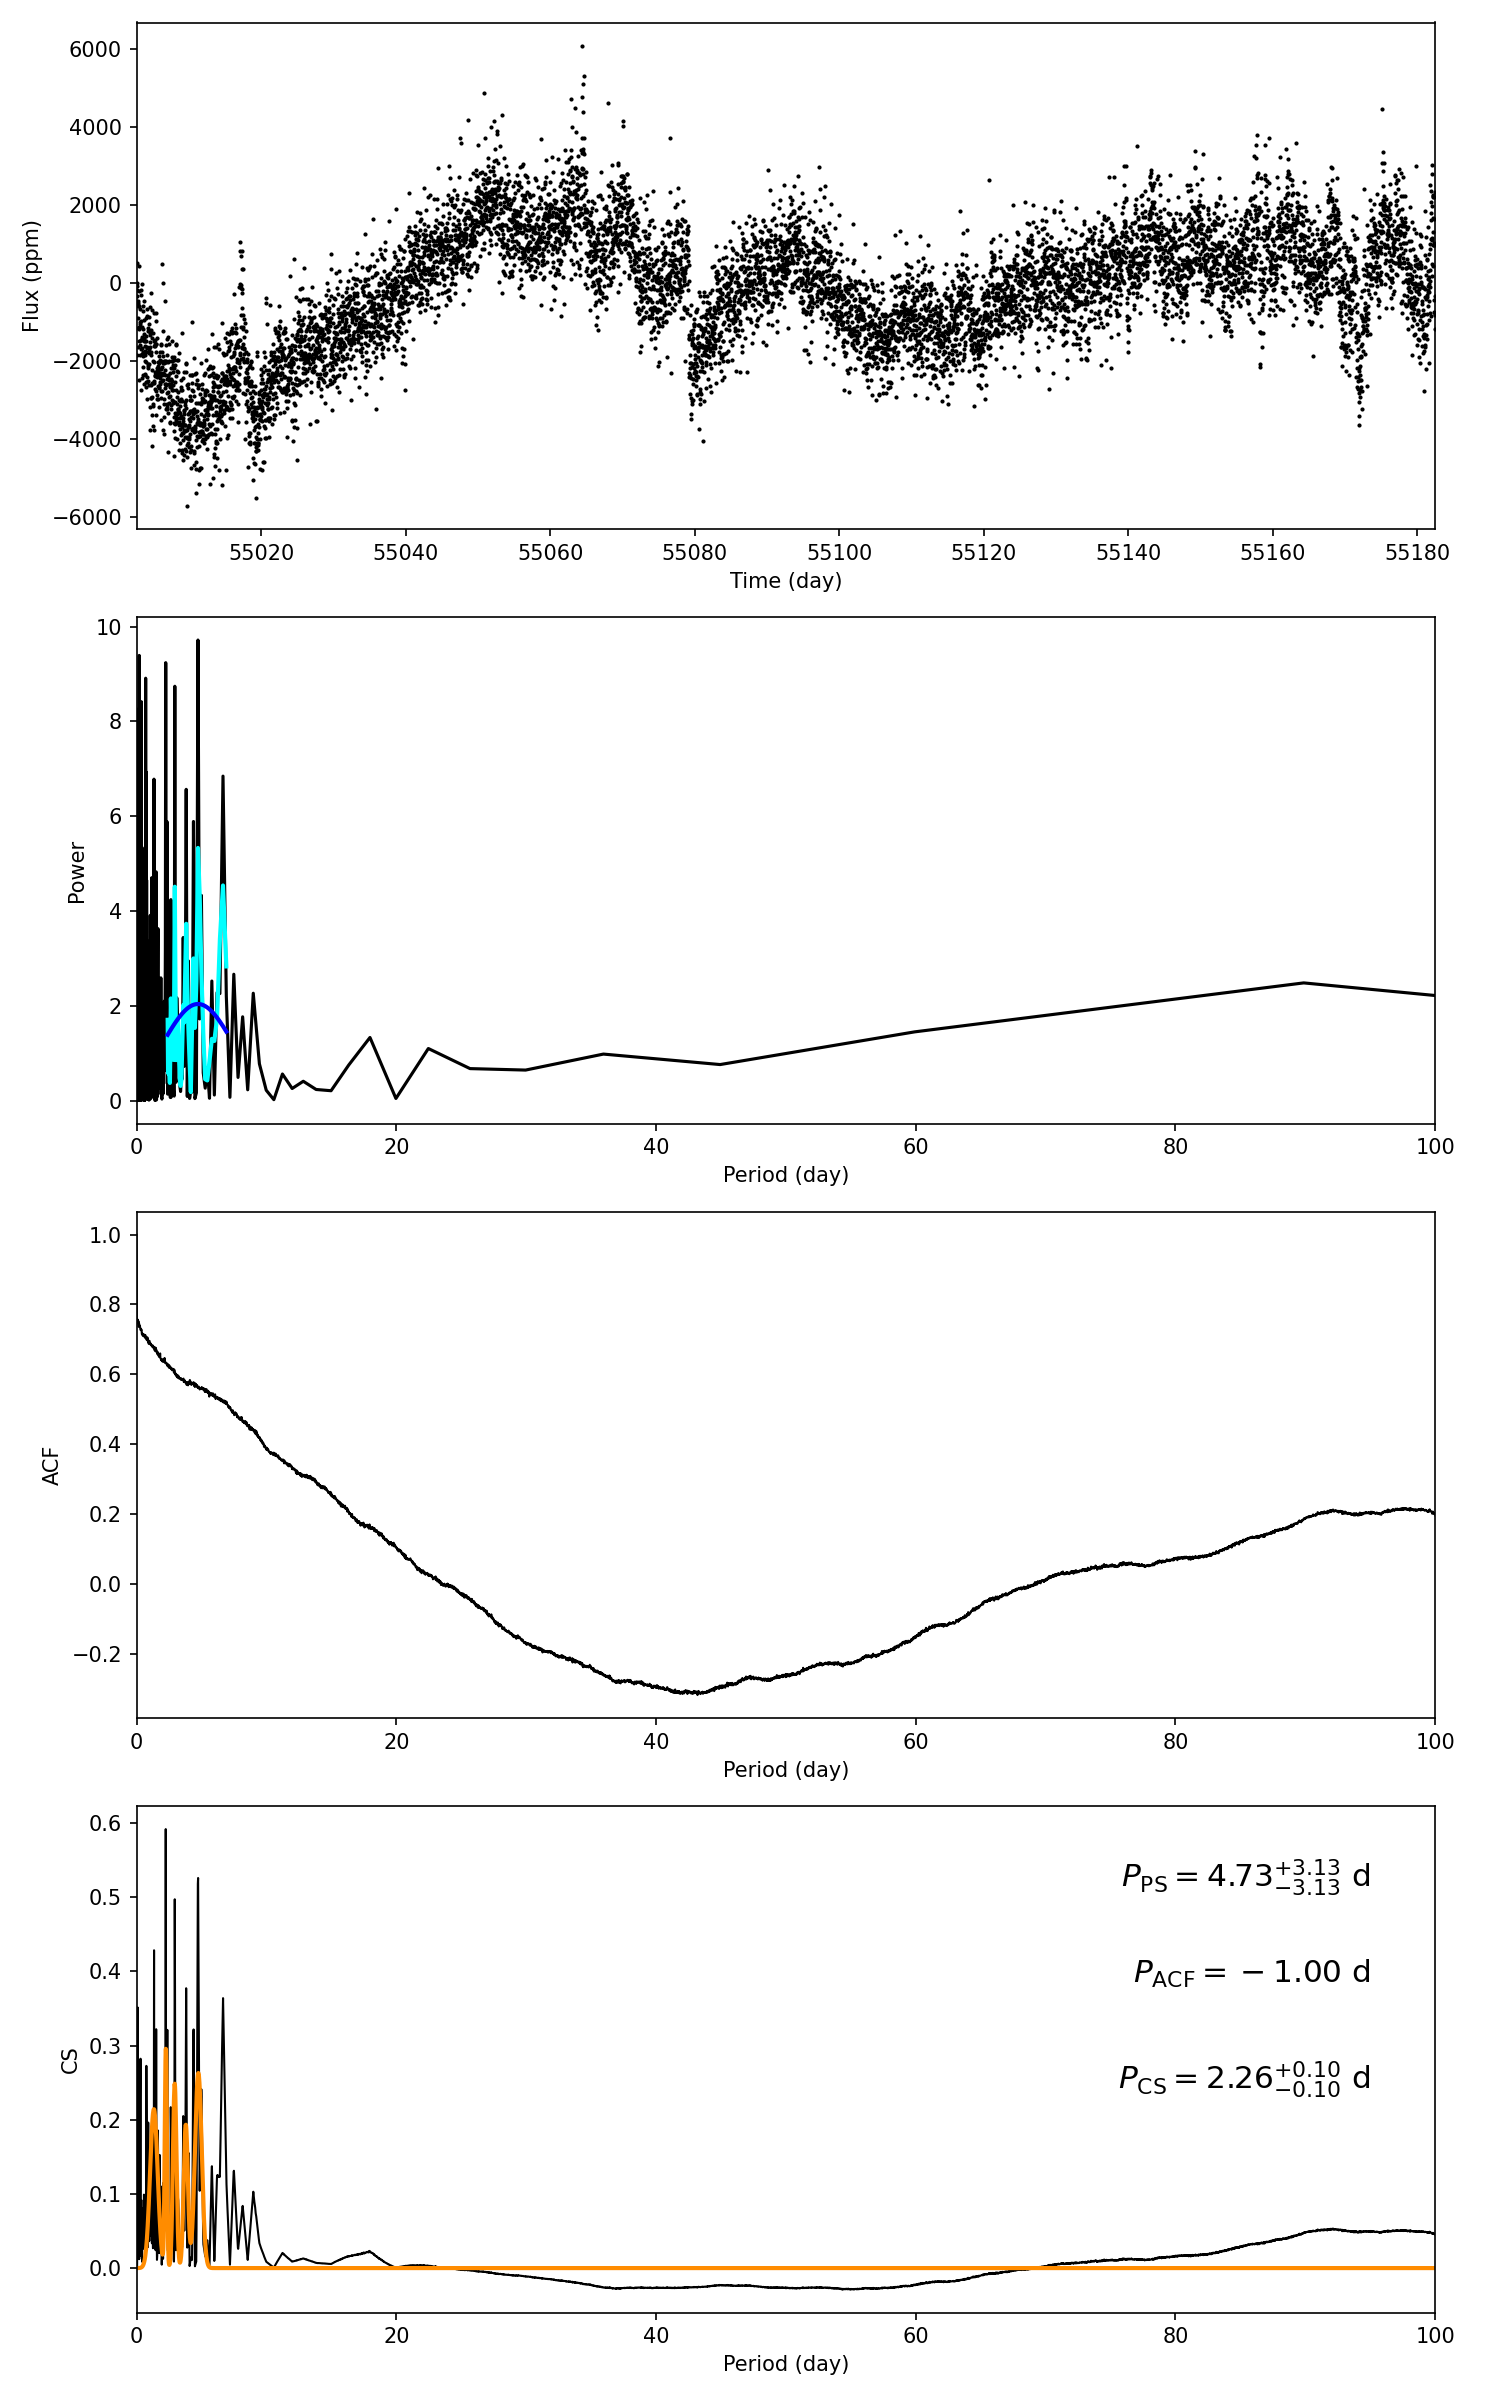 6000
4000
2000
0
−2000
−4000
−6000
Flux (ppm)
55020 55040 55060 55080 55100 55120 55140 55160 55180
Time (day)
10
8
6
4
2
0
Power
0 20 40 60 80 100
Period (day)
1.0
0.8
0.6
0.4
0.2
0.0
−0.2
ACF
0 20 40 60 80 100
Period (day)
0.6
0.5
0.4
0.3
0.2
0.1
0.0
CS
P_PS = 4.73 +3.13 −3.13 d
P_ACF = −1.00 d
P_CS = 2.26 +0.10 −0.10 d
0 20 40 60 80 100
Period (day)